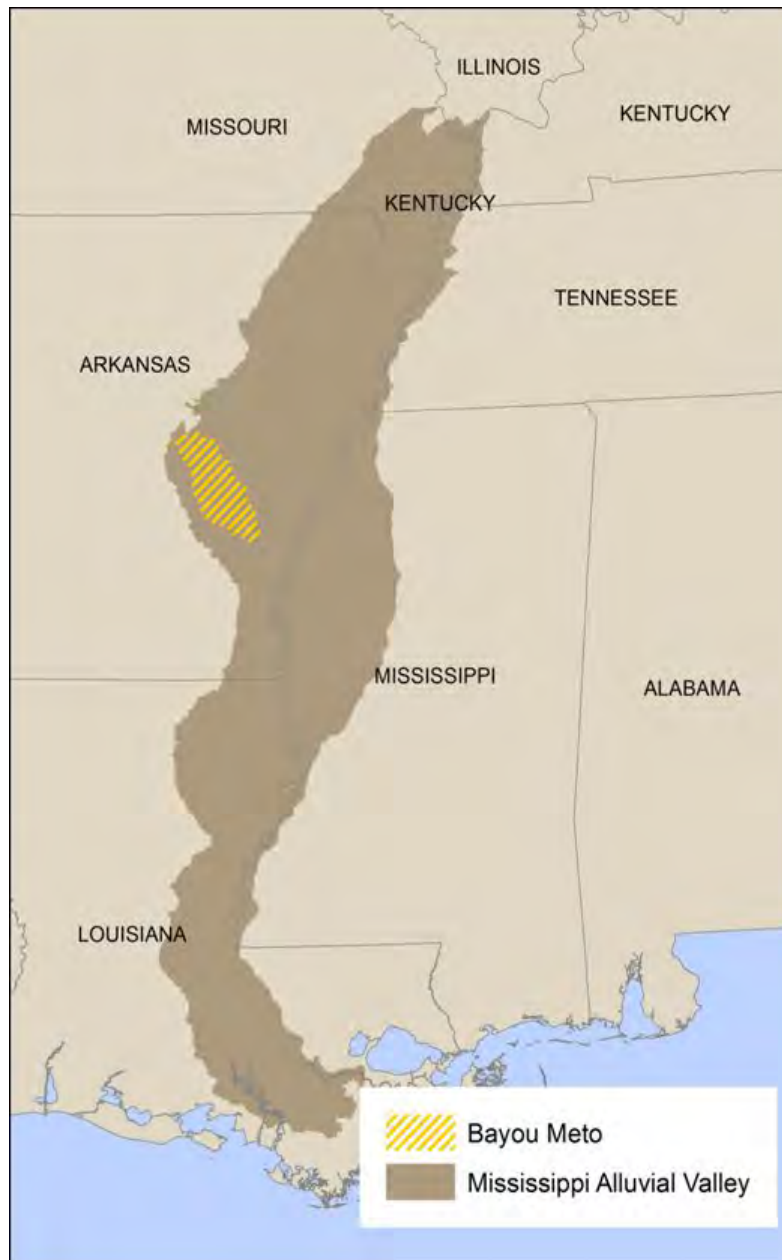 ILLINOIS
KENTUCKY
MISSOURI
KENTUCKY
TENNESSEE
ARKANSAS
MISSISSIPPI
ALABAMA
LOUISIANA
Bayou Meto
Mississippi Alluvial Valley